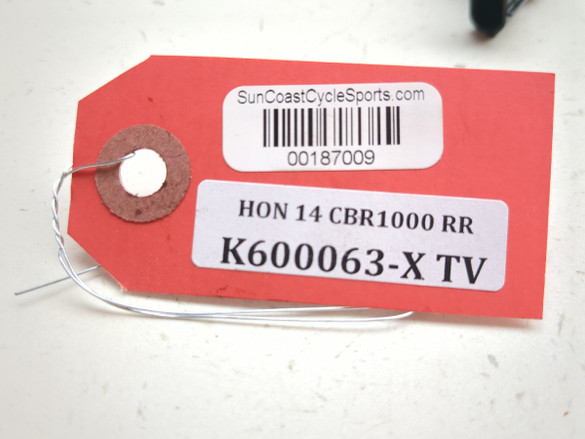 SunCoastCycleSports.com
00187009
HON 14 CBR1000 RR
K600063-X TV